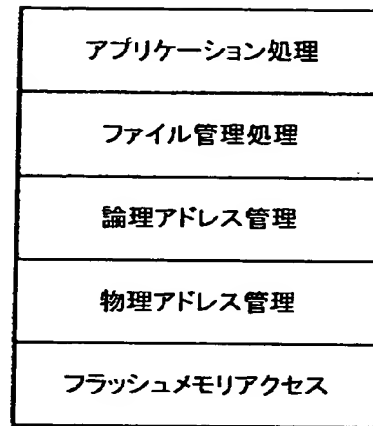 アプリケーション処理
ファイル管理処理
論理アドレス管理
物理アドレス管理
フラッシュメモリアクセス